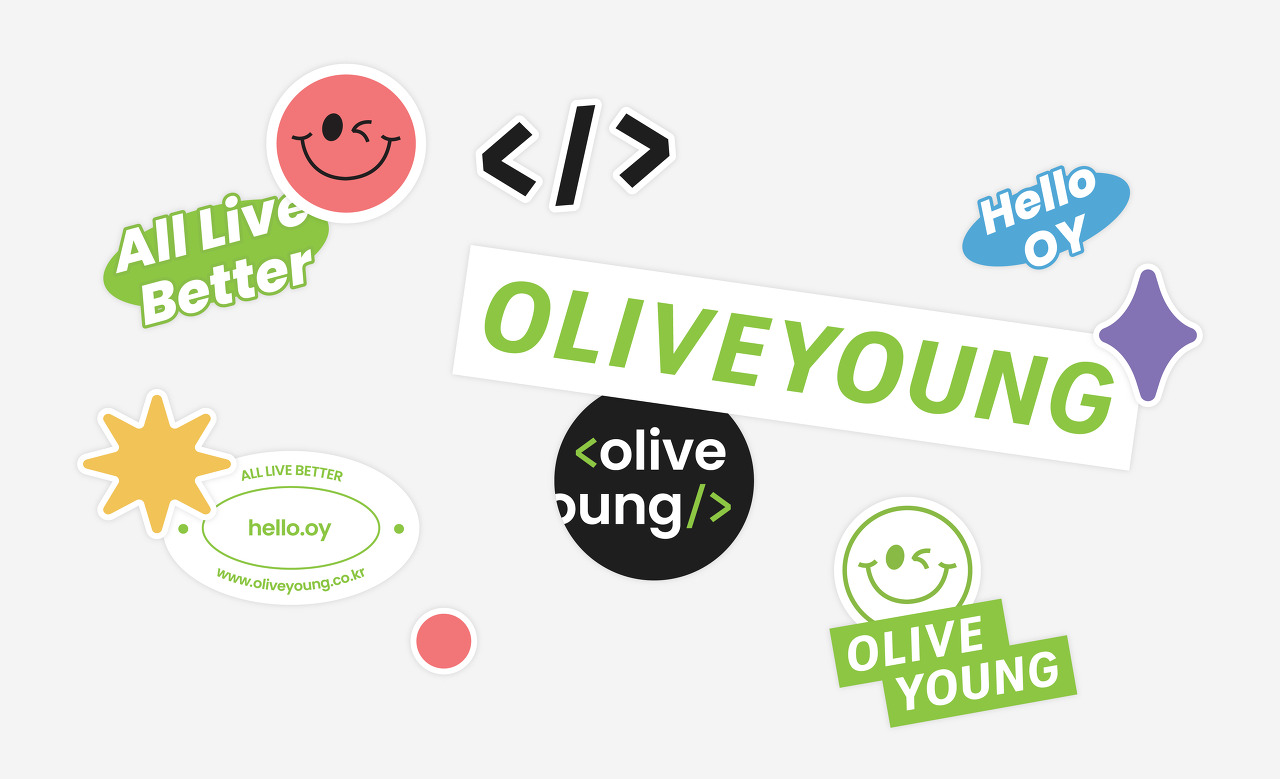 All Live
Better
</>
Hello
OY
OLIVEYOUNG
<olive
oung/>
ALL LIVE BETTER
hello.oy
www.oliveyoung.co.kr
OLIVE
YOUNG